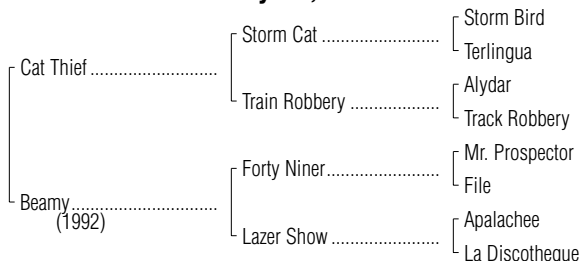 Storm Bird
Storm Cat ........................
Terlingua
Cat Thief ..........................
Alydar
Train Robbery ..................
Track Robbery
Mr. Prospector
Forty Niner.......................
File
Beamy..............................
(1992)
Apalachee
Lazer Show ......................
La Discotheque